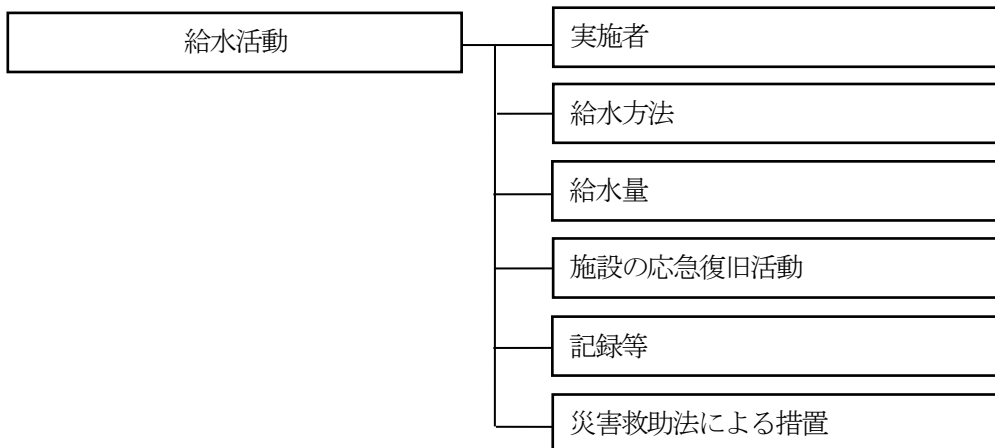 給水活動
実施者
給水方法
給水量
施設の応急復旧活動
記録等
災害救助法による措置